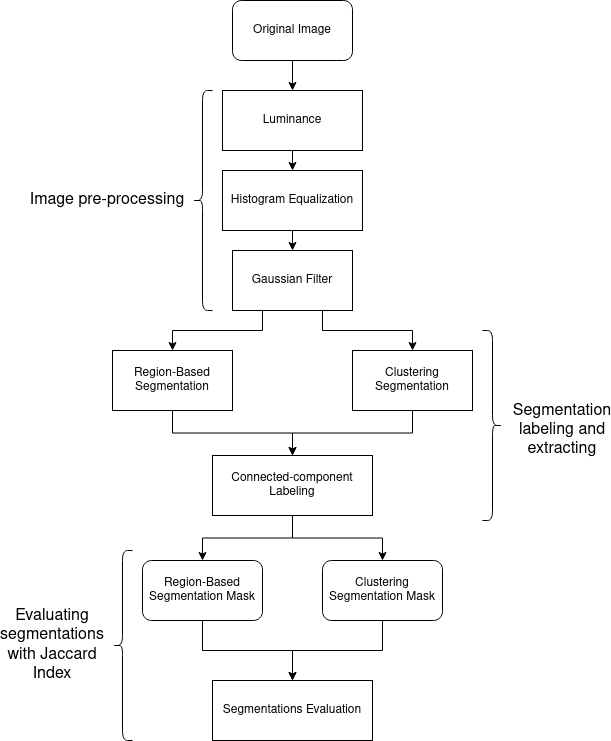 Original Image
Luminance
Image pre-processing
Histogram Equalization
Gaussian Filter
Region-Based
Segmentation
Clustering
Segmentation
Segmentation
labeling and
extracting
Connected-component
Labeling
Region-Based
Segmentation Mask
Clustering
Segmentation Mask
Evaluating
segmentations
with Jaccard
Index
Segmentations Evaluation